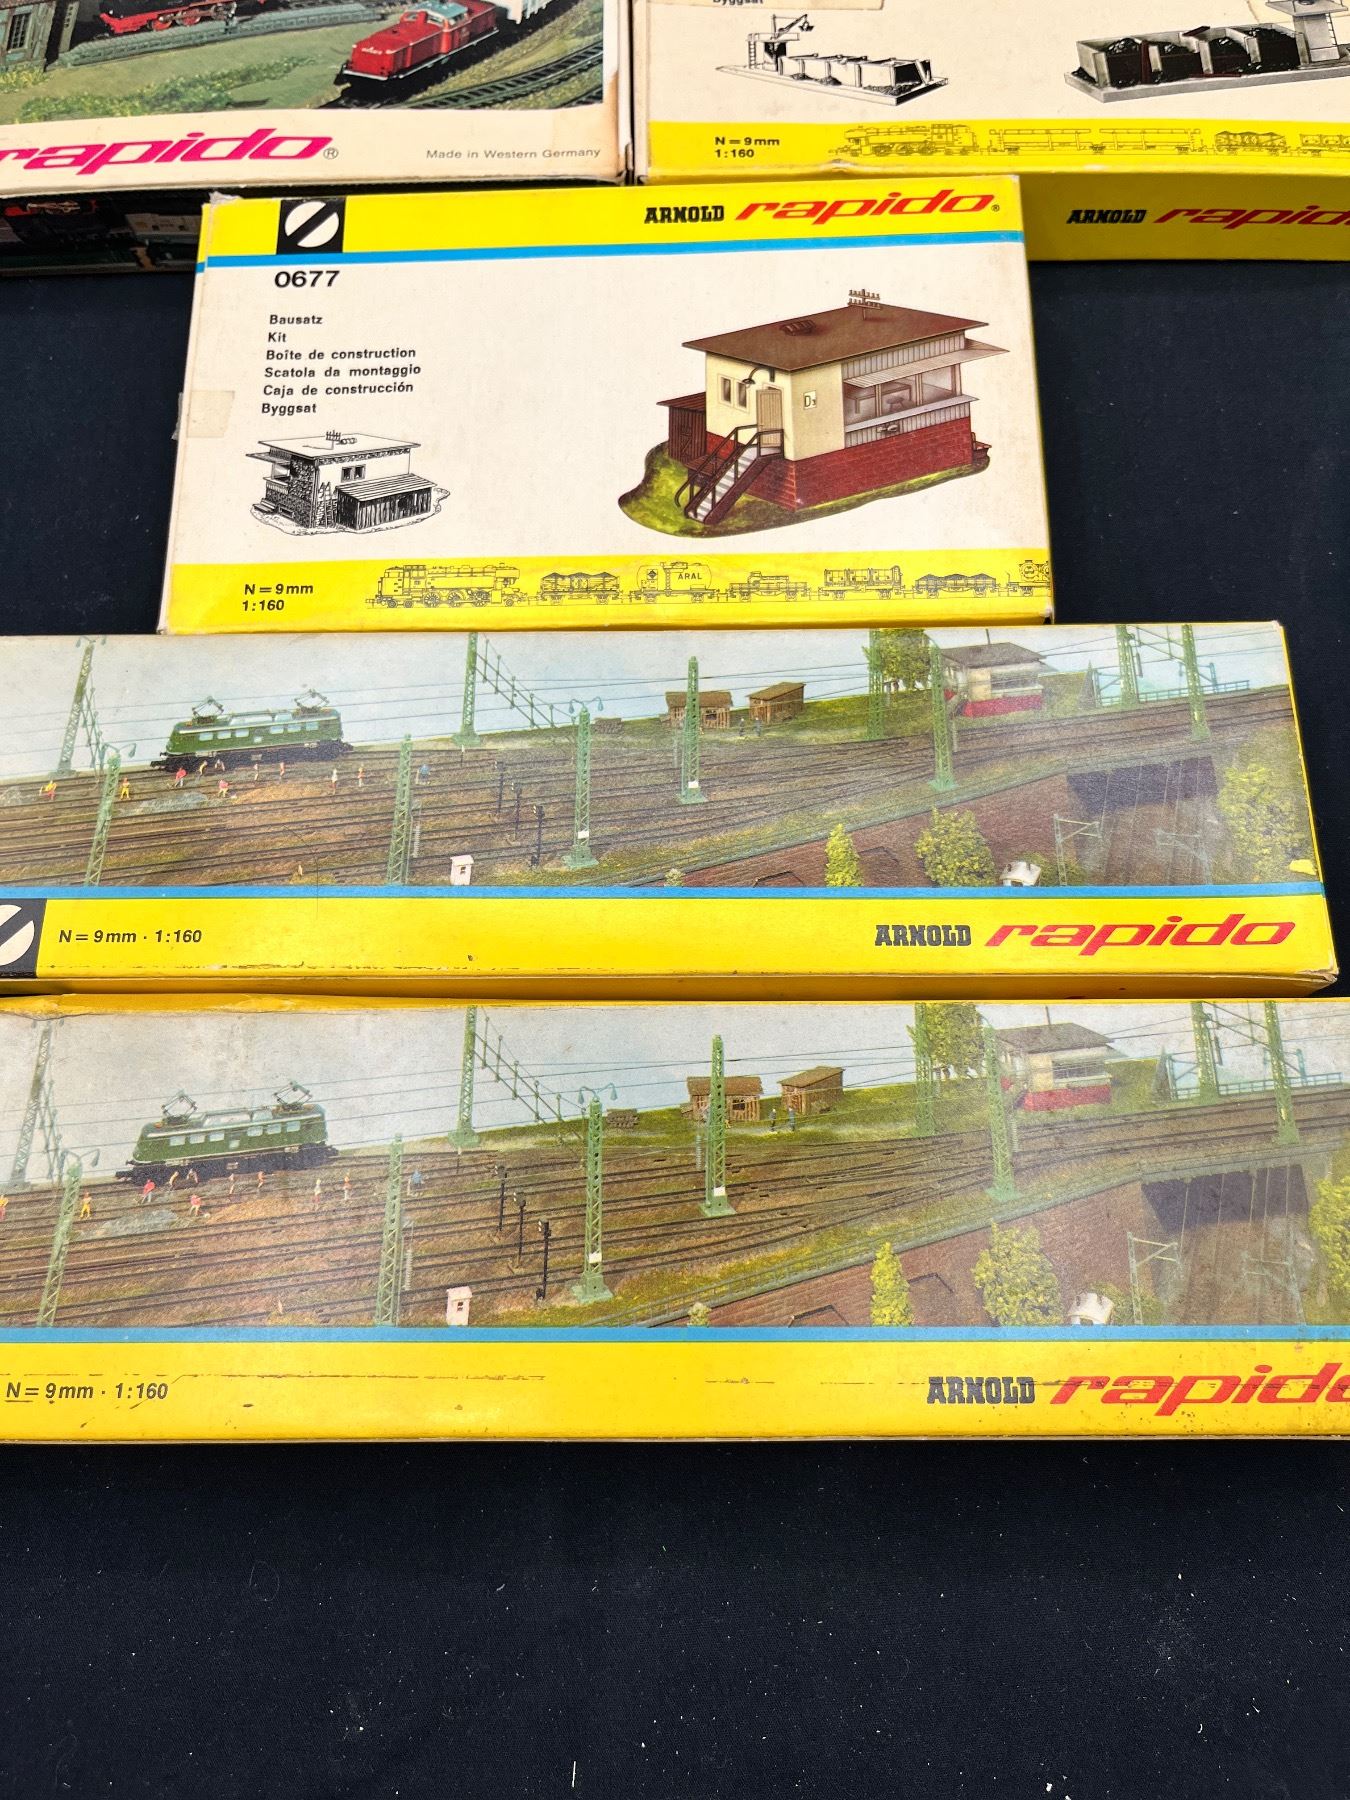 rapido®
Made in Western Germany
Byggsat
N=9mm
1:160
ARNOLD rapido
ARNOLD rapido®
0677
Bausatz
Kit
Boîte de construction
Scatola da montaggio
Caja de construcción
Byggsat
D3
N=9mm
1:160
ARAL
N=9mm · 1:160
ARNOLD rapido
N=9mm · 1:160
ARNOLD rapido